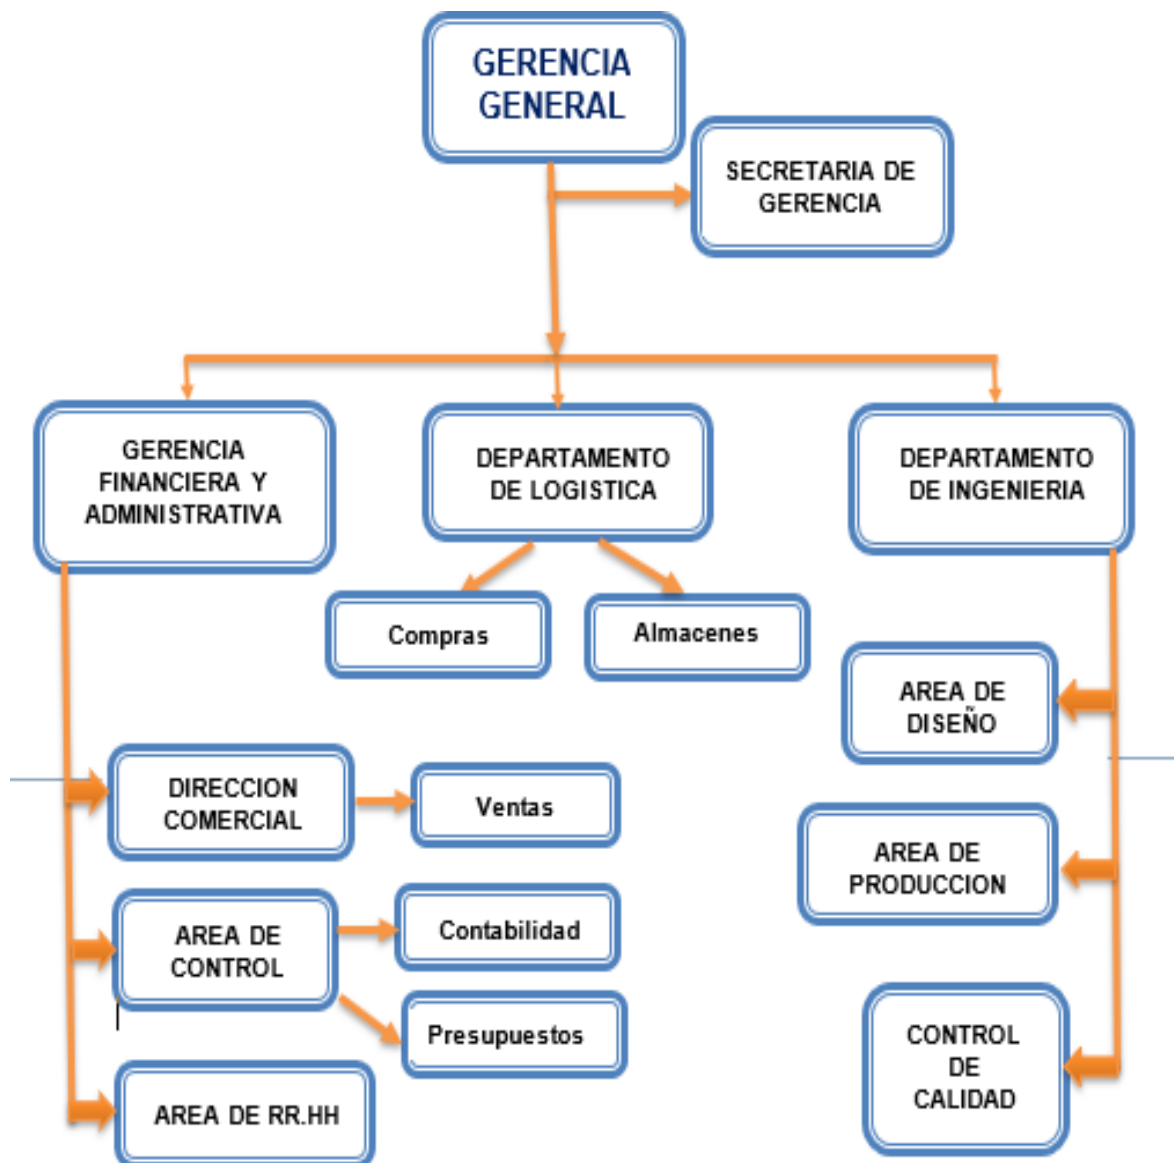 GERENCIA
GENERAL
SECRETARIA DE
GERENCIA
GERENCIA
FINANCIERA Y
ADMINISTRATIVA
DEPARTAMENTO
DE LOGISTICA
DEPARTAMENTO
DE INGENIERIA
Compras
Almacenes
AREA DE
DISEÑO
DIRECCION
COMERCIAL
Ventas
AREA DE
PRODUCCION
AREA DE
CONTROL
Contabilidad
Presupuestos
CONTROL
DE
CALIDAD
AREA DE RR.HH